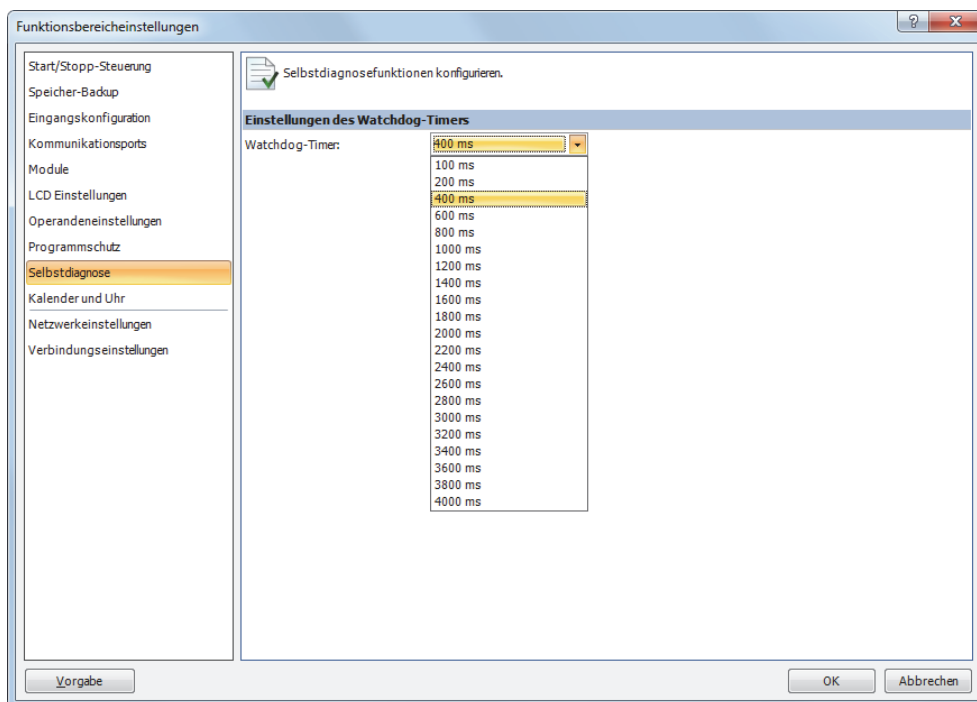 Funktionsbereicheinstellungen
?
X
Start/Stopp-Steuerung
Speicher-Backup
Eingangskonfiguration
Kommunikationsports
Module
LCD Einstellungen
Operandeneinstellungen
Programmschutz
Selbstdiagnose
Kalender und Uhr
Netzwerkeinstellungen
Verbindungseinstellungen
Selbstdiagnosefunktionen konfigurieren.
Einstellungen des Watchdog-Timers
Watchdog-Timer: 400 ms
100 ms
200 ms
400 ms
600 ms
800 ms
1000 ms
1200 ms
1400 ms
1600 ms
1800 ms
2000 ms
2200 ms
2400 ms
2600 ms
2800 ms
3000 ms
3200 ms
3400 ms
3600 ms
3800 ms
4000 ms
Vorgabe
OK
Abbrechen